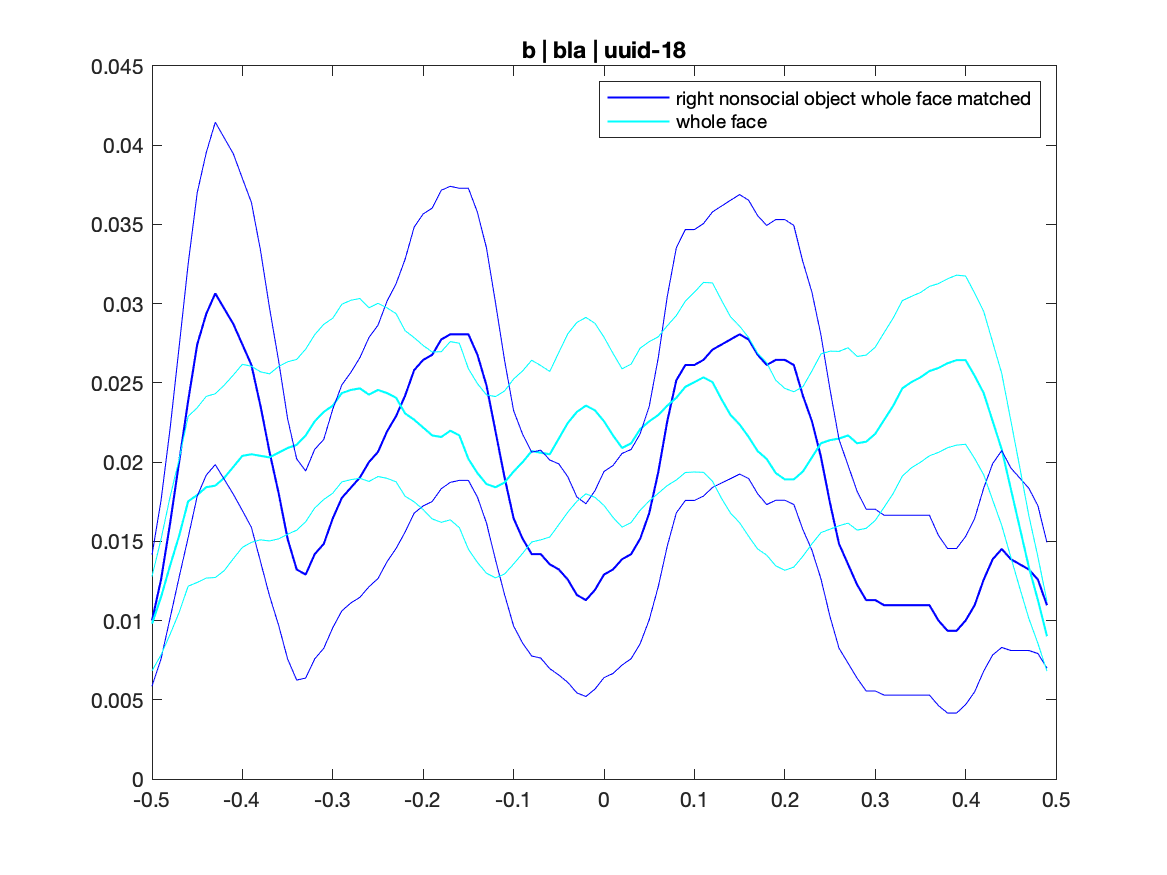 b | bla | uuid-18
right nonsocial object whole face matched
whole face
0.045
0.04
0.035
0.03
0.025
0.02
0.015
0.01
0.005
0
-0.5 -0.4 -0.3 -0.2 -0.1 0 0.1 0.2 0.3 0.4 0.5